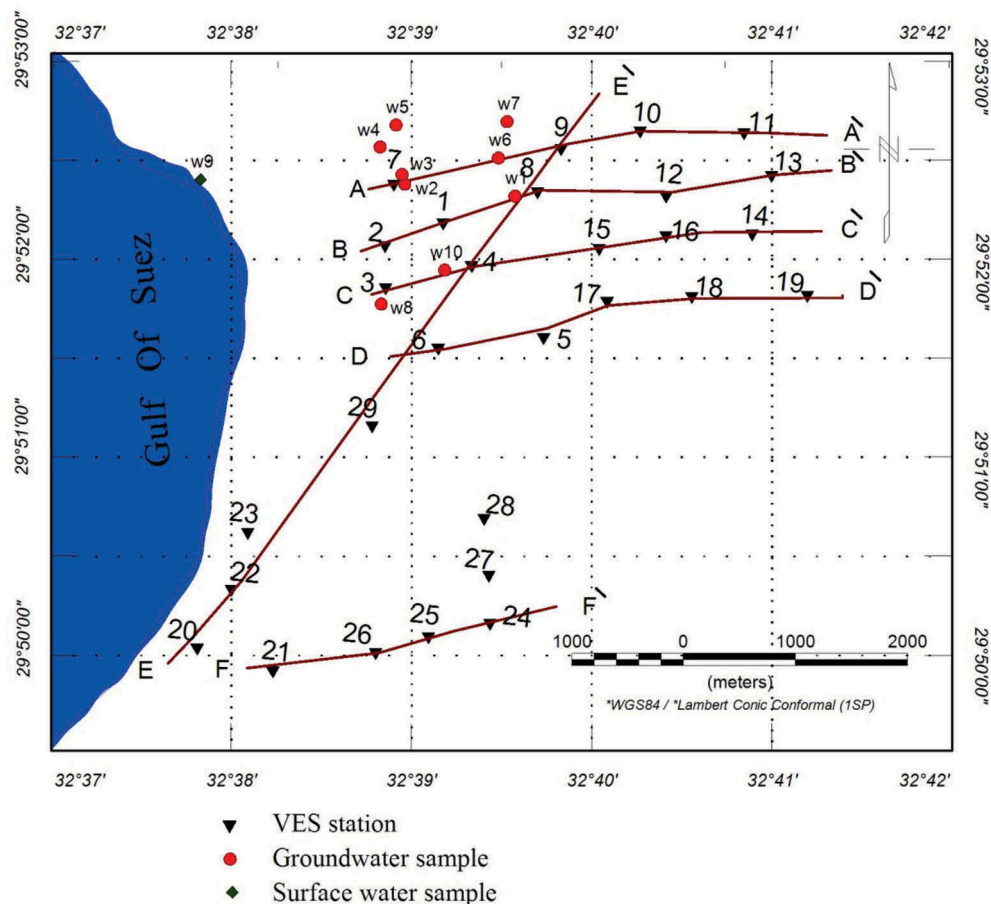 32°37' 32°38' 32°39' 32°40' 32°41' 32°42'
29°53'00"
29°53'00"
E'
w5
w7
10
11
A'
w4
9
w6
w9
7
w3
8
13
B'
A
w2
w1
12
1
2
15
16
14
C'
29°52'00"
29°52'00"
B
w10
4
3
18
19
D'
C
w8
17
6
5
D
Gulf Of Suez
29
29°51'00"
29°51'00"
23
28
22
27
F'
20
26
25
24
29°50'00"
29°50'00"
E
F
21
1000 0 1000 2000
(meters)
*WGS84 / *Lambert Conic Conformal (1SP)
N
32°37' 32°38' 32°39' 32°40' 32°41' 32°42'
VES station
Groundwater sample
Surface water sample